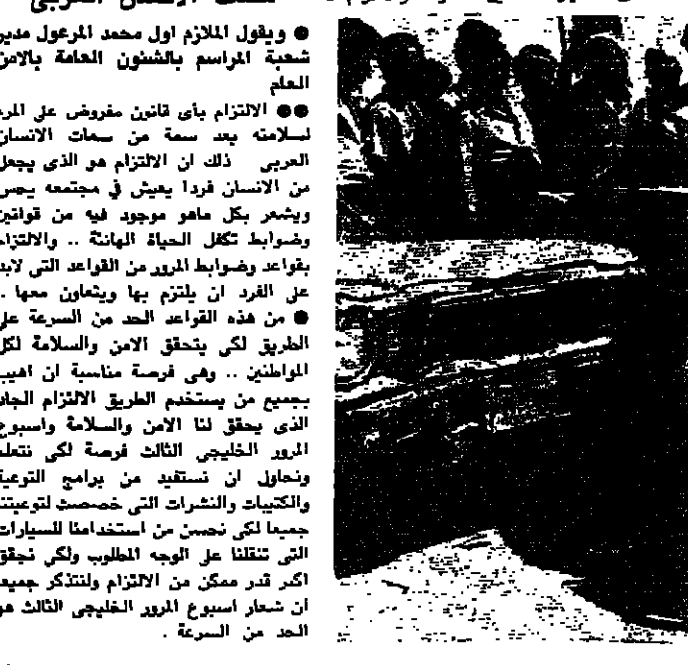 ● ويقول الملازم اول محمد المرعول مدير
شعبة المراسم بالشئون العامة بالامن
العام
●● الالتزام بأى قانون مفروض على المرء
لسلامته يعد سمة من سمات الانسان
العربى ذلك ان الالتزام هو الذى يجعل
من الانسان فردا يعيش في مجتمعه يحس
ويشعر بكل ماهو موجود فيه من قوانين
وضوابط تكفل الحياة الهانئة .. والالتزام
بقواعد وضوابط المرور من القواعد التى لابد
على الفرد ان يلتزم بها ويتعاون معها .
● من هذه القواعد الحد من السرعة على
الطريق لكى يتحقق الامن والسلامة لكل
المواطنين .. وهى فرصة مناسبة ان اهيب
بجميع من يستخدم الطريق الالتزام الجاد
الذى يحقق لنا الامن والسلامة واسبوع
المرور الخليجى الثالث فرصة لكى نتعلم
ونحاول ان نستفيد من برامج التوعية
والكتيبات والنشرات التى خصصت لتوعيتنا
جميعا لكى نحسن من استخدامنا للسيارات
التى تنقلنا على الوجه المطلوب ولكى نحقق
اكبر قدر ممكن من الالتزام ولنتذكر جميعا
ان شعار اسبوع المرور الخليجى الثالث هو
الحد من السرعة .